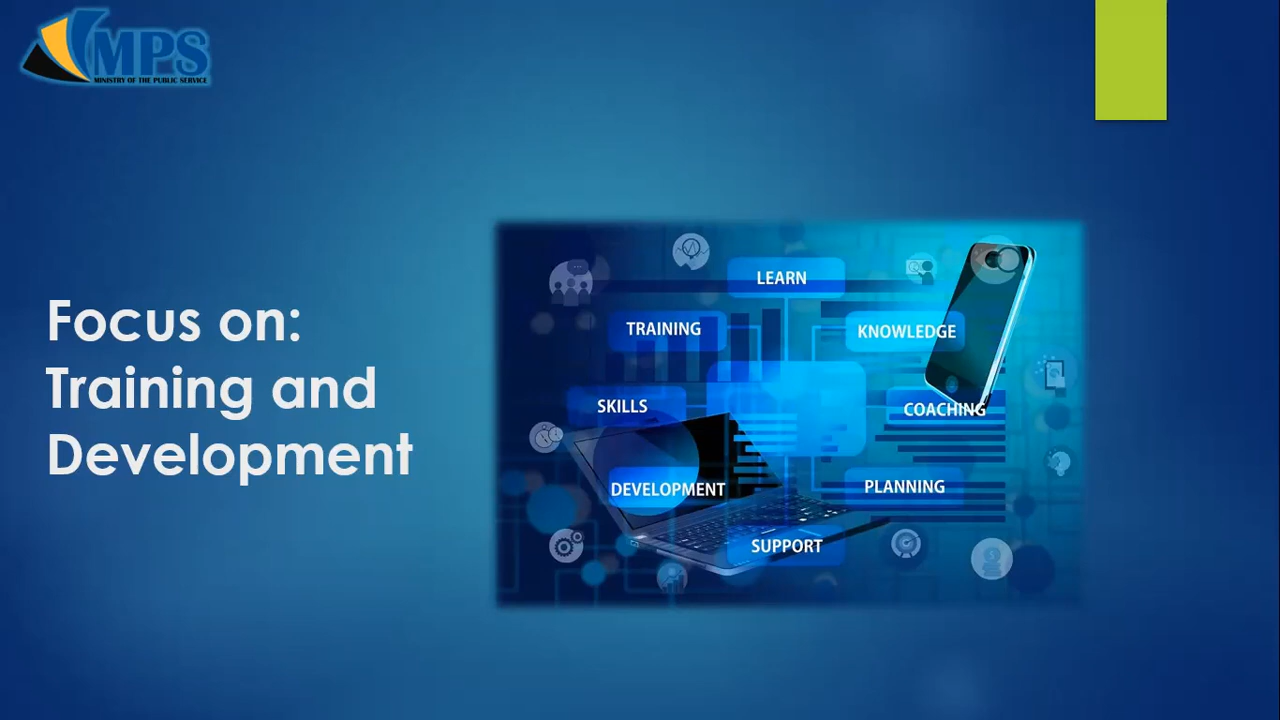 MPS
MINISTRY OF THE PUBLIC SERVICE
Focus on:
Training and
Development
LEARN
TRAINING
KNOWLEDGE
SKILLS
COACHING
DEVELOPMENT
PLANNING
SUPPORT